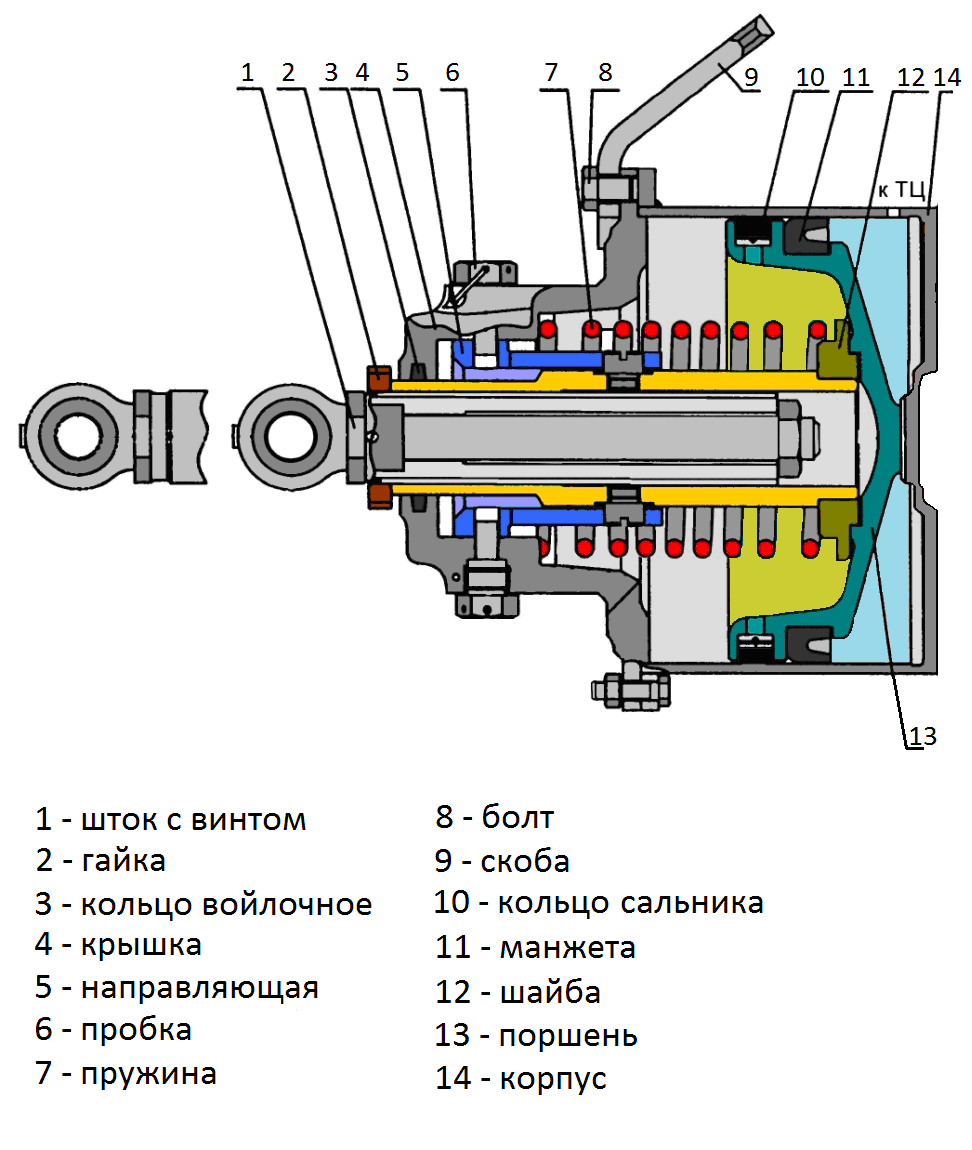 1 2 3 4 5 6 7 8 9 10 11 12 14
к ТЦ
13
1 - шток с винтом
2 - гайка
3 - кольцо войлочное
4 - крышка
5 - направляющая
6 - пробка
7 - пружина
8 - болт
9 - скоба
10 - кольцо сальника
11 - манжета
12 - шайба
13 - поршень
14 - корпус